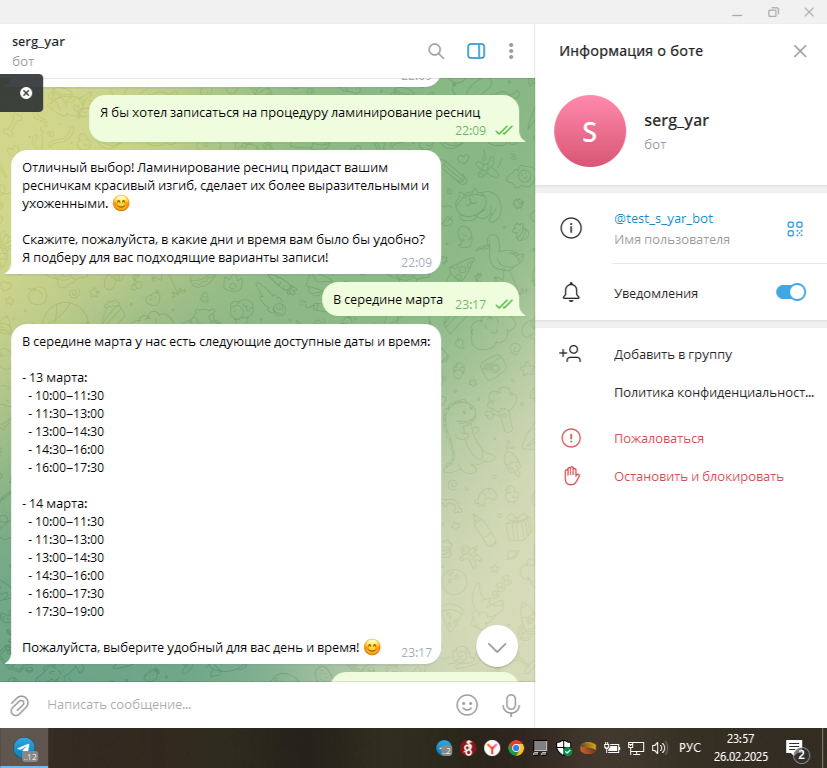 serg_yar
бот
22:09
Я бы хотел записаться на процедуру ламинирование ресниц
22:09
Отличный выбор! Ламинирование ресниц придаст вашим
ресничкам красивый изгиб, сделает их более выразительными и
ухоженными. 😊
Скажите, пожалуйста, в какие дни и время вам было бы удобно?
Я подберу для вас подходящие варианты записи!
22:09
В середине марта
23:17
В середине марта у нас есть следующие доступные даты и время:
- 13 марта:
- 10:00–11:30
- 11:30–13:00
- 13:00–14:30
- 14:30–16:00
- 16:00–17:30
- 14 марта:
- 10:00–11:30
- 11:30–13:00
- 13:00–14:30
- 14:30–16:00
- 16:00–17:30
- 17:30–19:00
Пожалуйста, выберите удобный для вас день и время! 😊
23:17
Написать сообщение...
Информация о боте
S
serg_yar
бот
@test_s_yar_bot
Имя пользователя
Уведомления
Добавить в группу
Политика конфиденциальност...
Пожаловаться
Остановить и блокировать
..12
РУС
23:57
26.02.2025
2